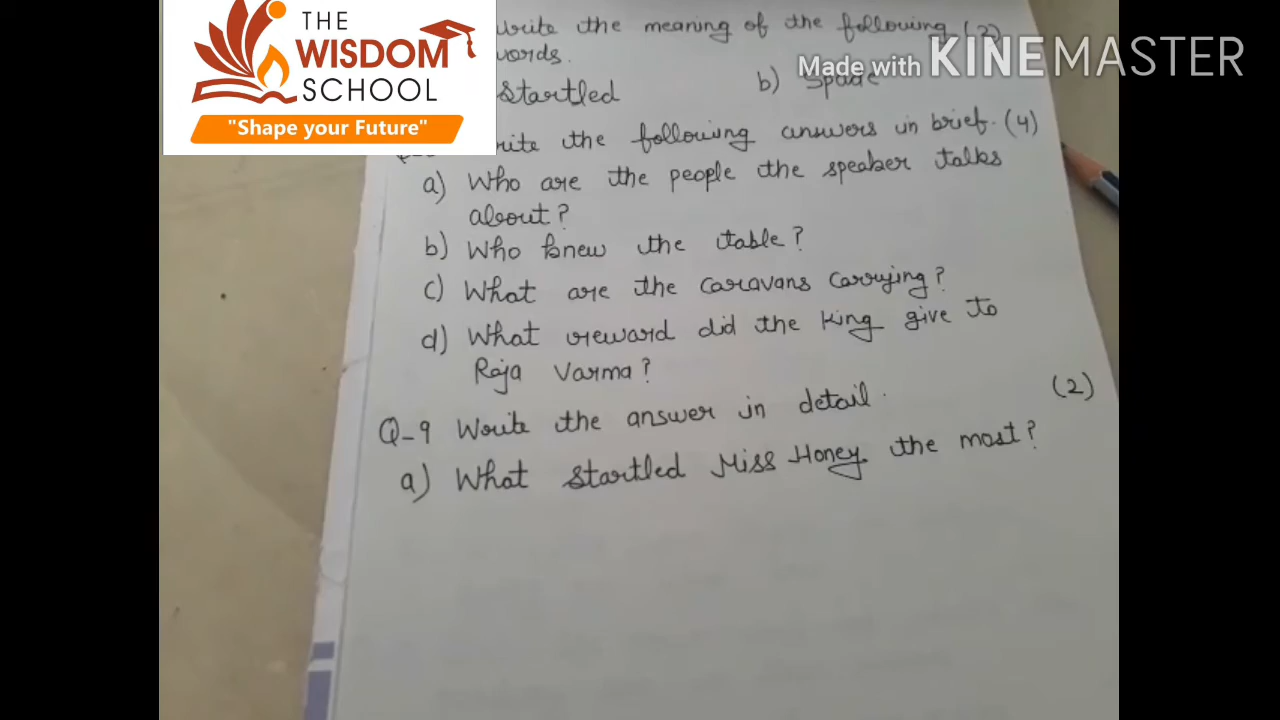 THE
WISDOM
SCHOOL
"Shape your Future"
Made with KINEMASTER
write the meaning of the following (2)
words.
startled b) Spade
write the following answers in brief. (4)
a) Who are the people the speaker talks
about?
b) Who knew the table?
c) What are the caravans carrying?
d) What reward did the king give to
Raja Varma?
Q-9 Write the answer in detail. (2)
a) What startled Miss Honey the most?